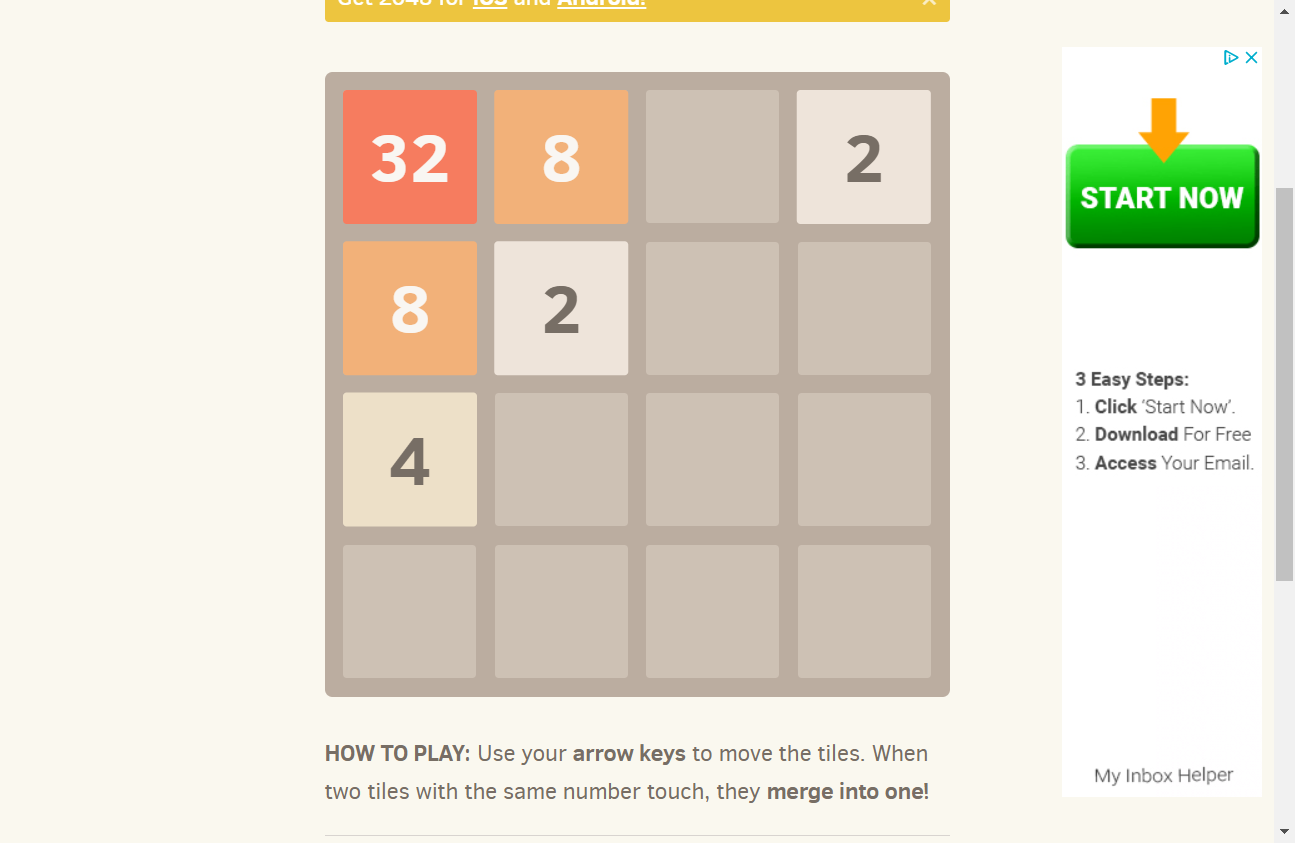 Get 2048 for iOS and Android!
32 8 2
8 2
4
HOW TO PLAY: Use your arrow keys to move the tiles. When
two tiles with the same number touch, they merge into one!
START NOW
3 Easy Steps:
1. Click ‘Start Now’.
2. Download For Free
3. Access Your Email.
My Inbox Helper